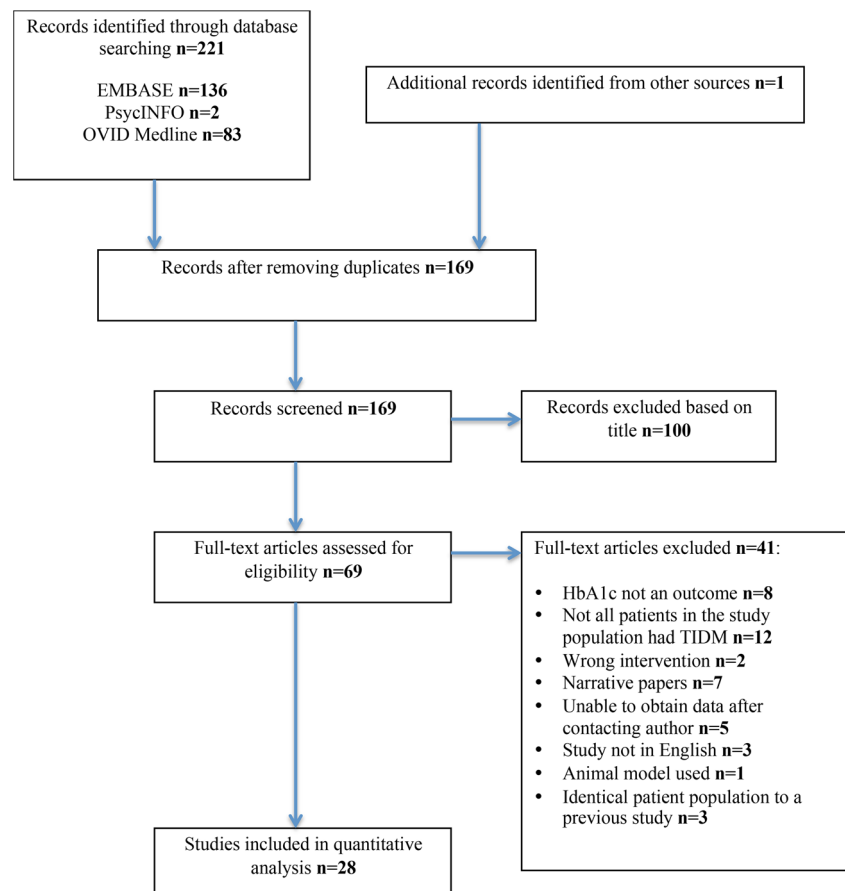 Records identified through database
searching n=221
EMBASE n=136
PsycINFO n=2
OVID Medline n=83
Additional records identified from other sources n=1
Records after removing duplicates n=169
Records screened n=169
Records excluded based on
title n=100
Full-text articles assessed for
eligibility n=69
Full-text articles excluded n=41:
• HbA1c not an outcome n=8
• Not all patients in the study
population had TIDM n=12
• Wrong intervention n=2
• Narrative papers n=7
• Unable to obtain data after
contacting author n=5
• Study not in English n=3
• Animal model used n=1
• Identical patient population to a
previous study n=3
Studies included in quantitative
analysis n=28